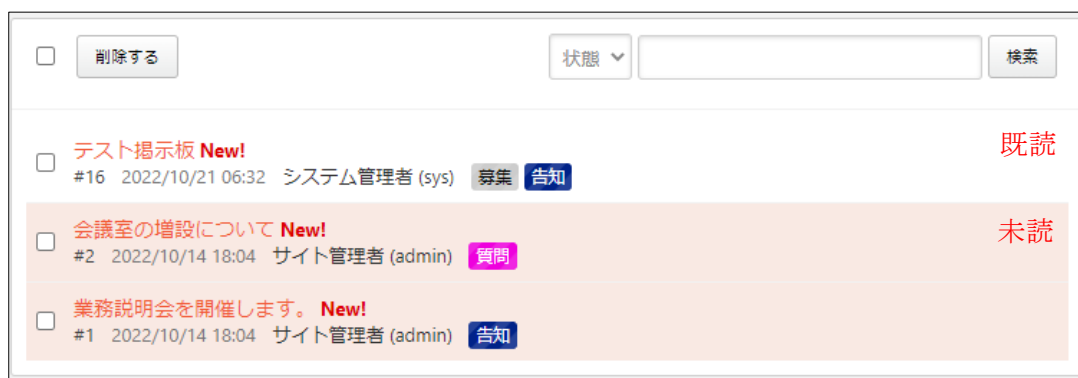 削除する 状態 検索
テスト掲示板 New! 既読
#16 2022/10/21 06:32 システム管理者 (sys) 募集 告知
会議室の増設について New! 未読
#2 2022/10/14 18:04 サイト管理者 (admin) 質問
業務説明会を開催します。 New!
#1 2022/10/14 18:04 サイト管理者 (admin) 告知